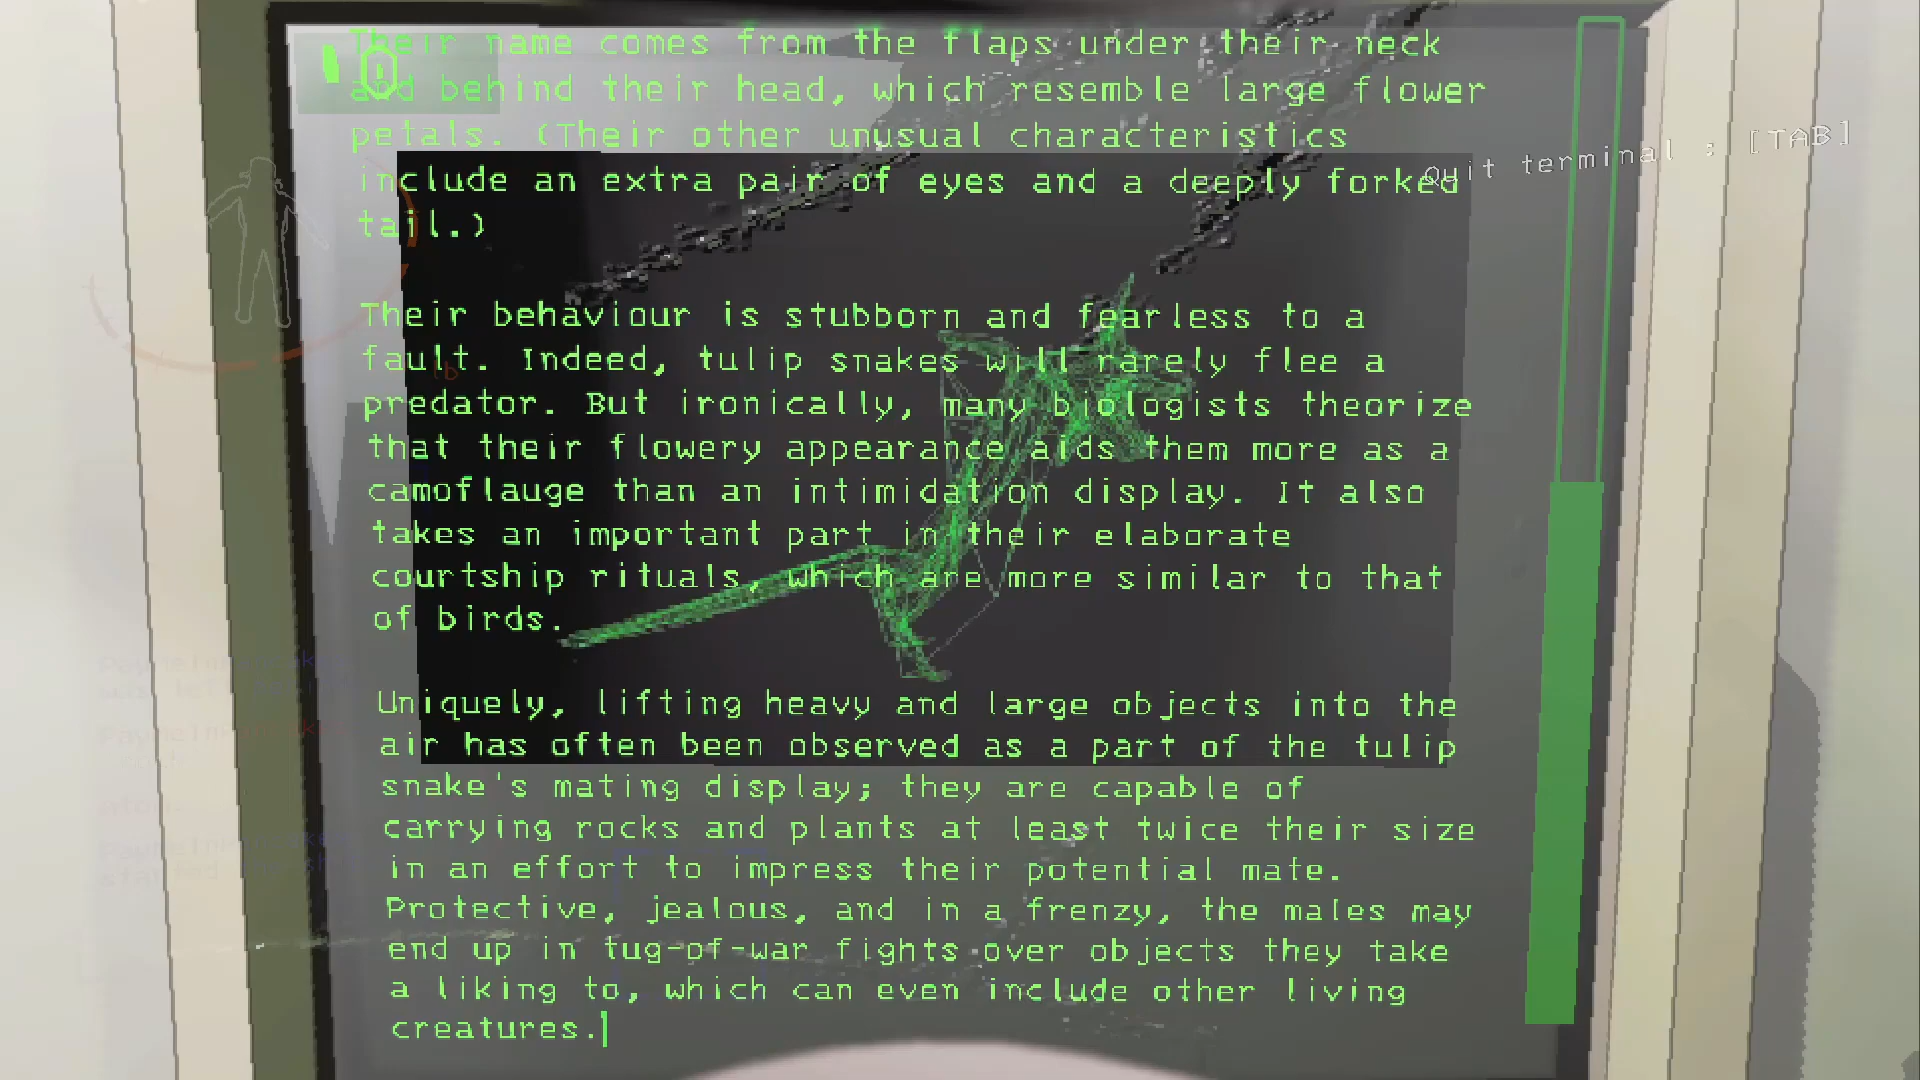 Their name comes from the flaps under their neck
and behind their head, which resemble large flower
petals. (Their other unusual characteristics
include an extra pair of eyes and a deeply forked
tail.)
Quit terminal : [TAB]
Their behaviour is stubborn and fearless to a
fault. Indeed, tulip snakes will rarely flee a
predator. But ironically, many biologists theorize
that their flowery appearance aids them more as a
camoflauge than an intimidation display. It also
takes an important part in their elaborate
courtship rituals, which are more similar to that
of birds.
Uniquely, lifting heavy and large objects into the
air has often been observed as a part of the tulip
snake's mating display; they are capable of
carrying rocks and plants at least twice their size
in an effort to impress their potential mate.
Protective, jealous, and in a frenzy, the males may
end up in tug-of-war fights over objects they take
a liking to, which can even include other living
creatures.